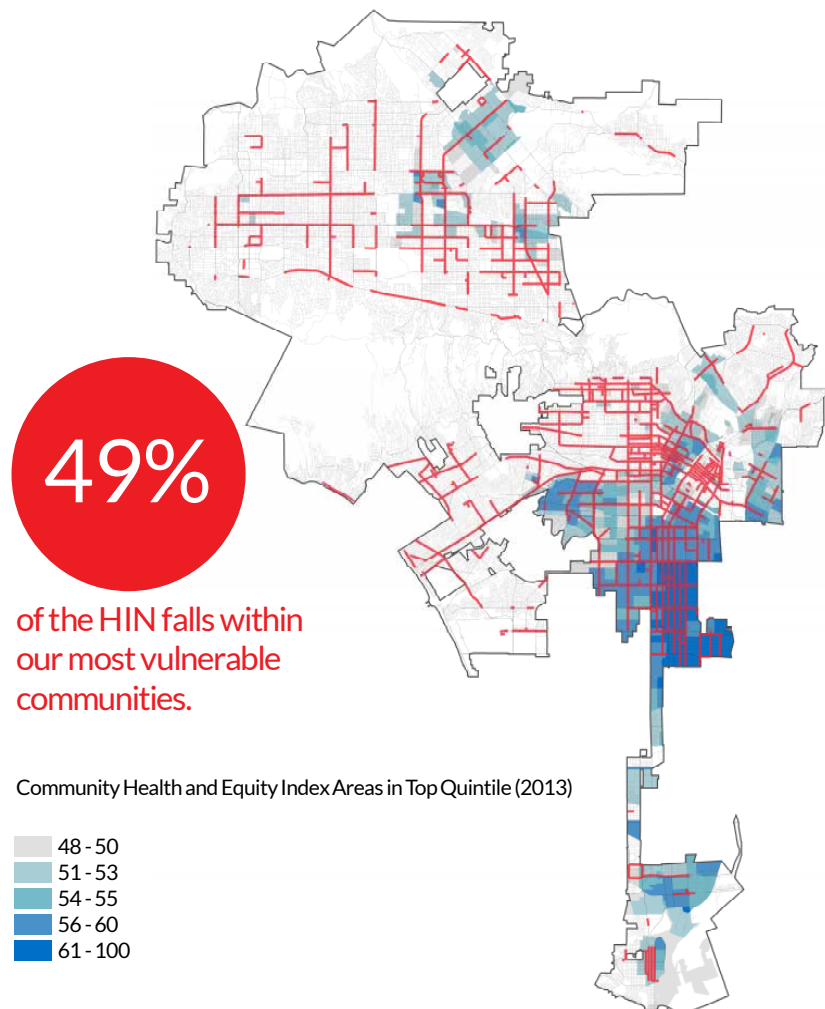 49%
of the HIN falls within
our most vulnerable
communities.
Community Health and Equity Index Areas in Top Quintile (2013)
48 - 50
51 - 53
54 - 55
56 - 60
61 - 100